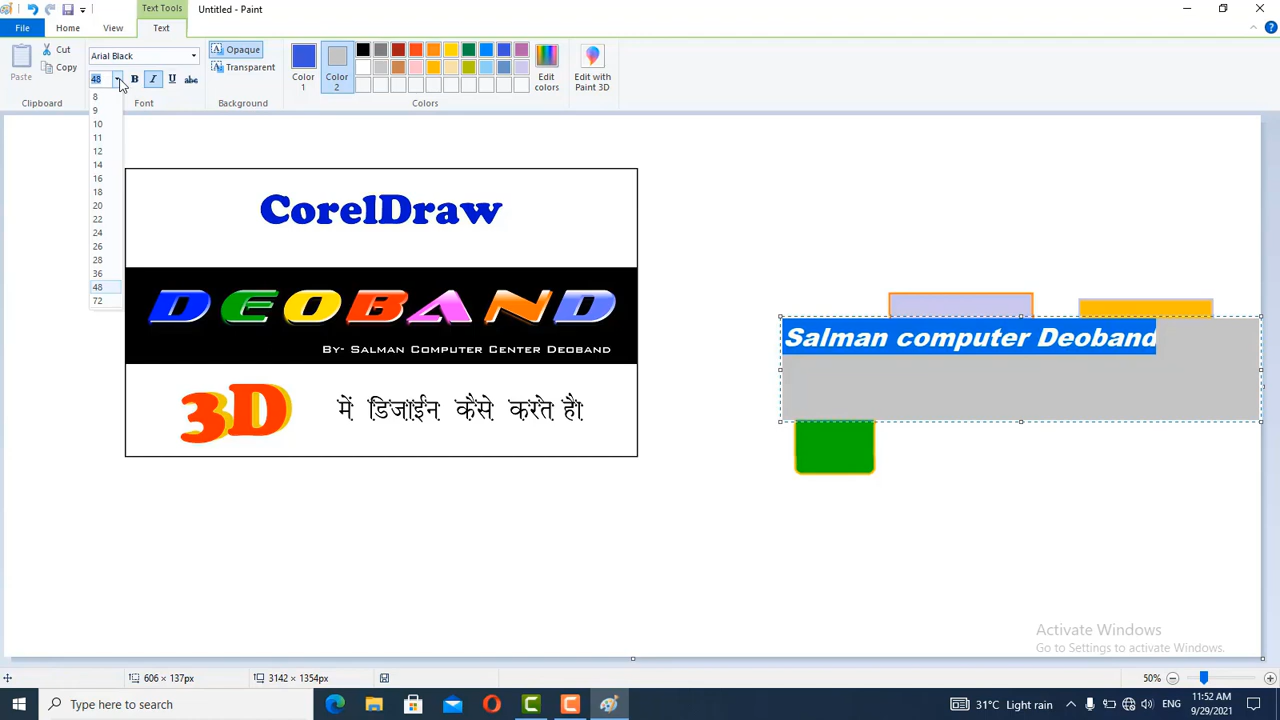 Text Tools
Untitled - Paint
File
Home
View
Text
Paste
Cut
Copy
Clipboard
Arial Black
48
B
I
U
abc
Font
8
9
10
11
12
14
16
18
20
22
24
26
28
36
48
72
Opaque
Transparent
Background
Color 1
Color 2
Edit colors
Colors
Edit with Paint 3D
CorelDraw
DEOBAND
By- Salman Computer Center Deoband
3D में डिजाईन कैसे करते है।
Salman computer Deoband
Activate Windows
Go to Settings to activate Windows.
606 × 137px
3142 × 1354px
50%
Type here to search
31°C Light rain
ENG
11:52 AM
9/29/2021